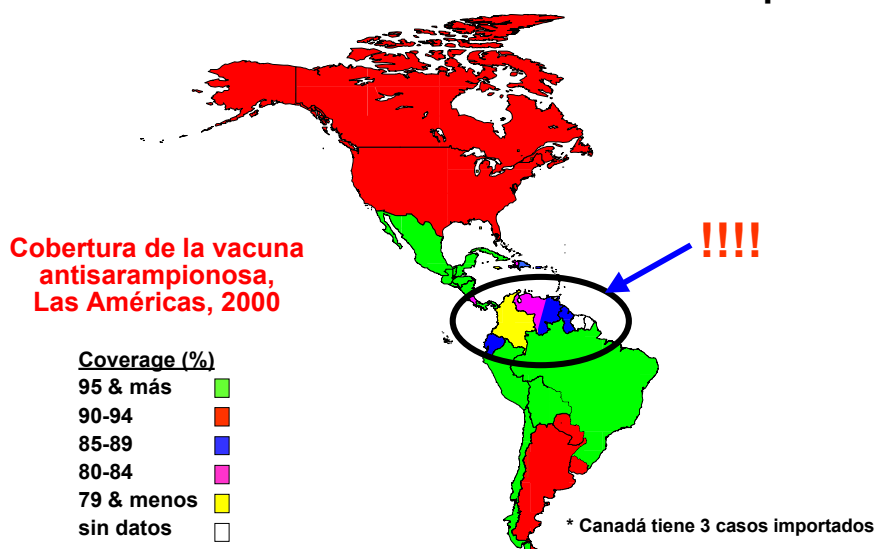 !!!!
Cobertura de la vacuna
antisarampionosa,
Las Américas, 2000
Coverage (%)
95 & más
90-94
85-89
80-84
79 & menos
sin datos
* Canadá tiene 3 casos importados